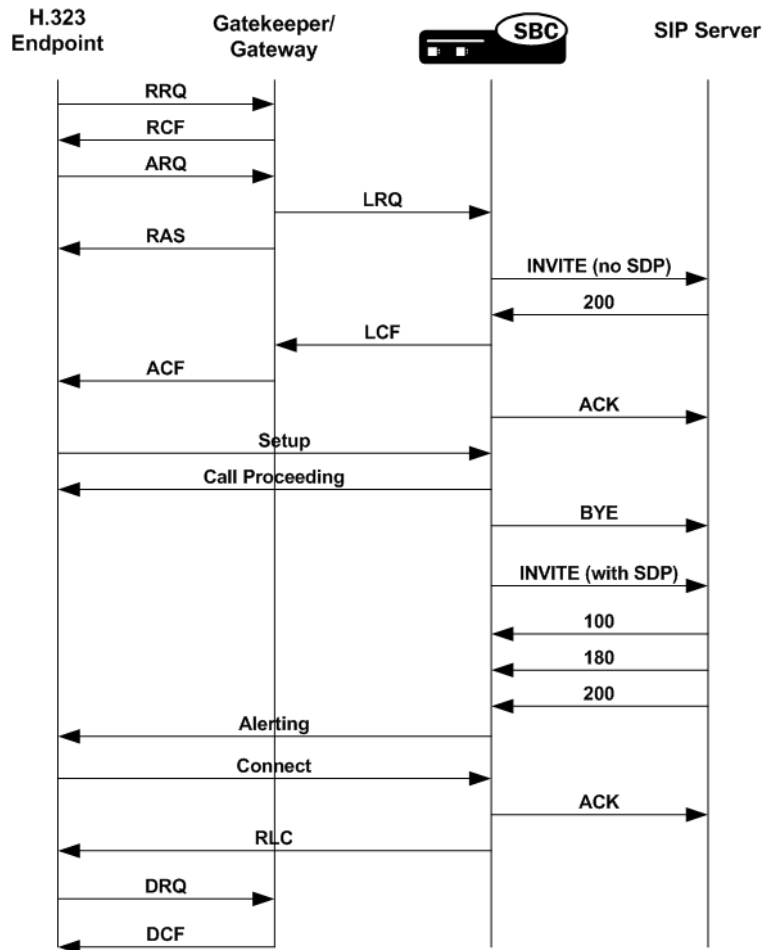 H.323
Endpoint
Gatekeeper/
Gateway
SBC
SIP Server
RRQ
RCF
ARQ
LRQ
RAS
INVITE (no SDP)
200
LCF
ACF
ACK
Setup
Call Proceeding
BYE
INVITE (with SDP)
100
180
200
Alerting
Connect
ACK
RLC
DRQ
DCF